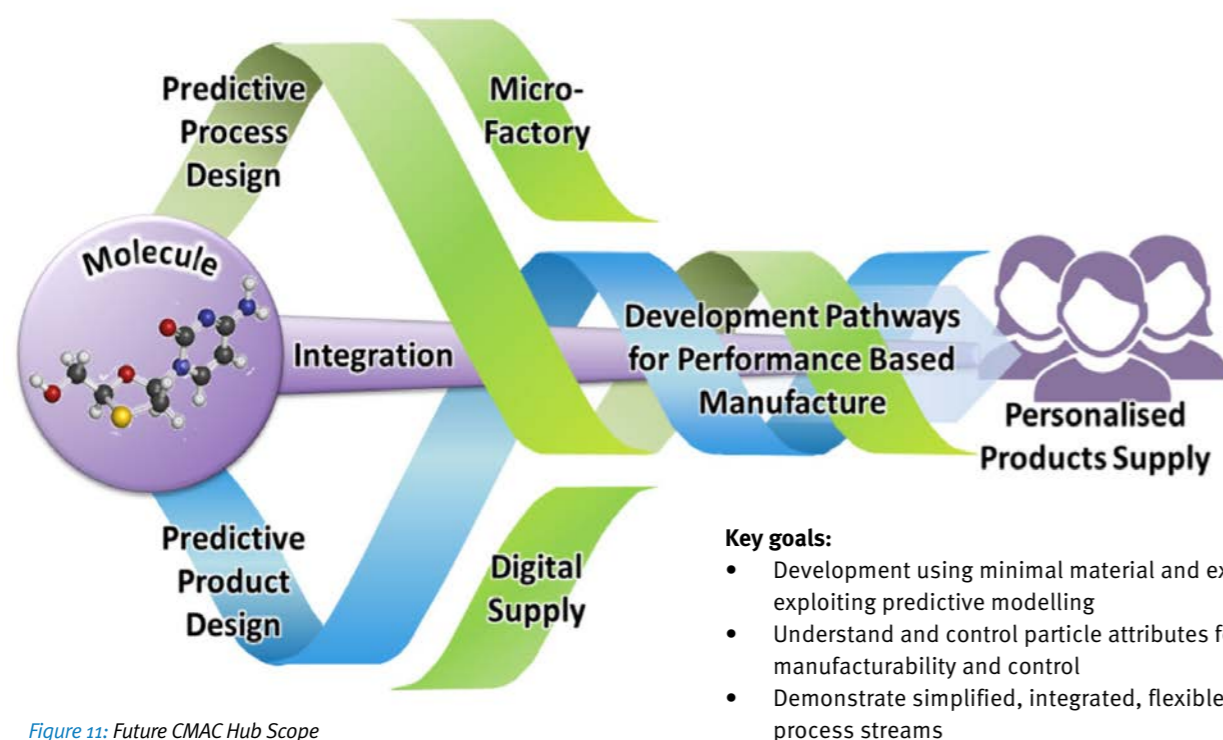 Predictive
Process
Design
Micro-
Factory
Molecule
Integration
Development Pathways
for Performance Based
Manufacture
Personalised
Products Supply
Predictive
Product
Design
Digital
Supply
Key goals:
• Development using minimal material and
exploiting predictive modelling
• Understand and control particle attributes
manufacturability and control
• Demonstrate simplified, integrated, flexible
process streams
Figure 11: Future CMAC Hub Scope